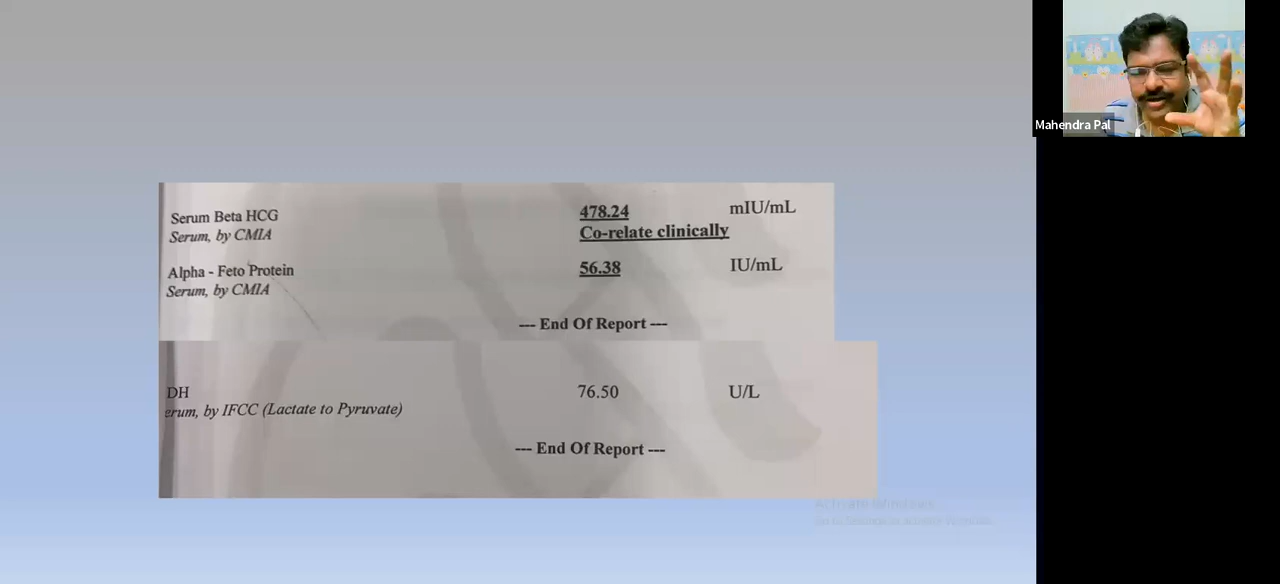 Serum Beta HCG 478.24 mIU/mL
Serum, by CMIA Co-relate clinically
Alpha - Feto Protein 56.38 IU/mL
Serum, by CMIA
--- End Of Report ---
DH 76.50 U/L
erum, by IFCC (Lactate to Pyruvate)
--- End Of Report ---
Mahendra Pal
Activate Windows